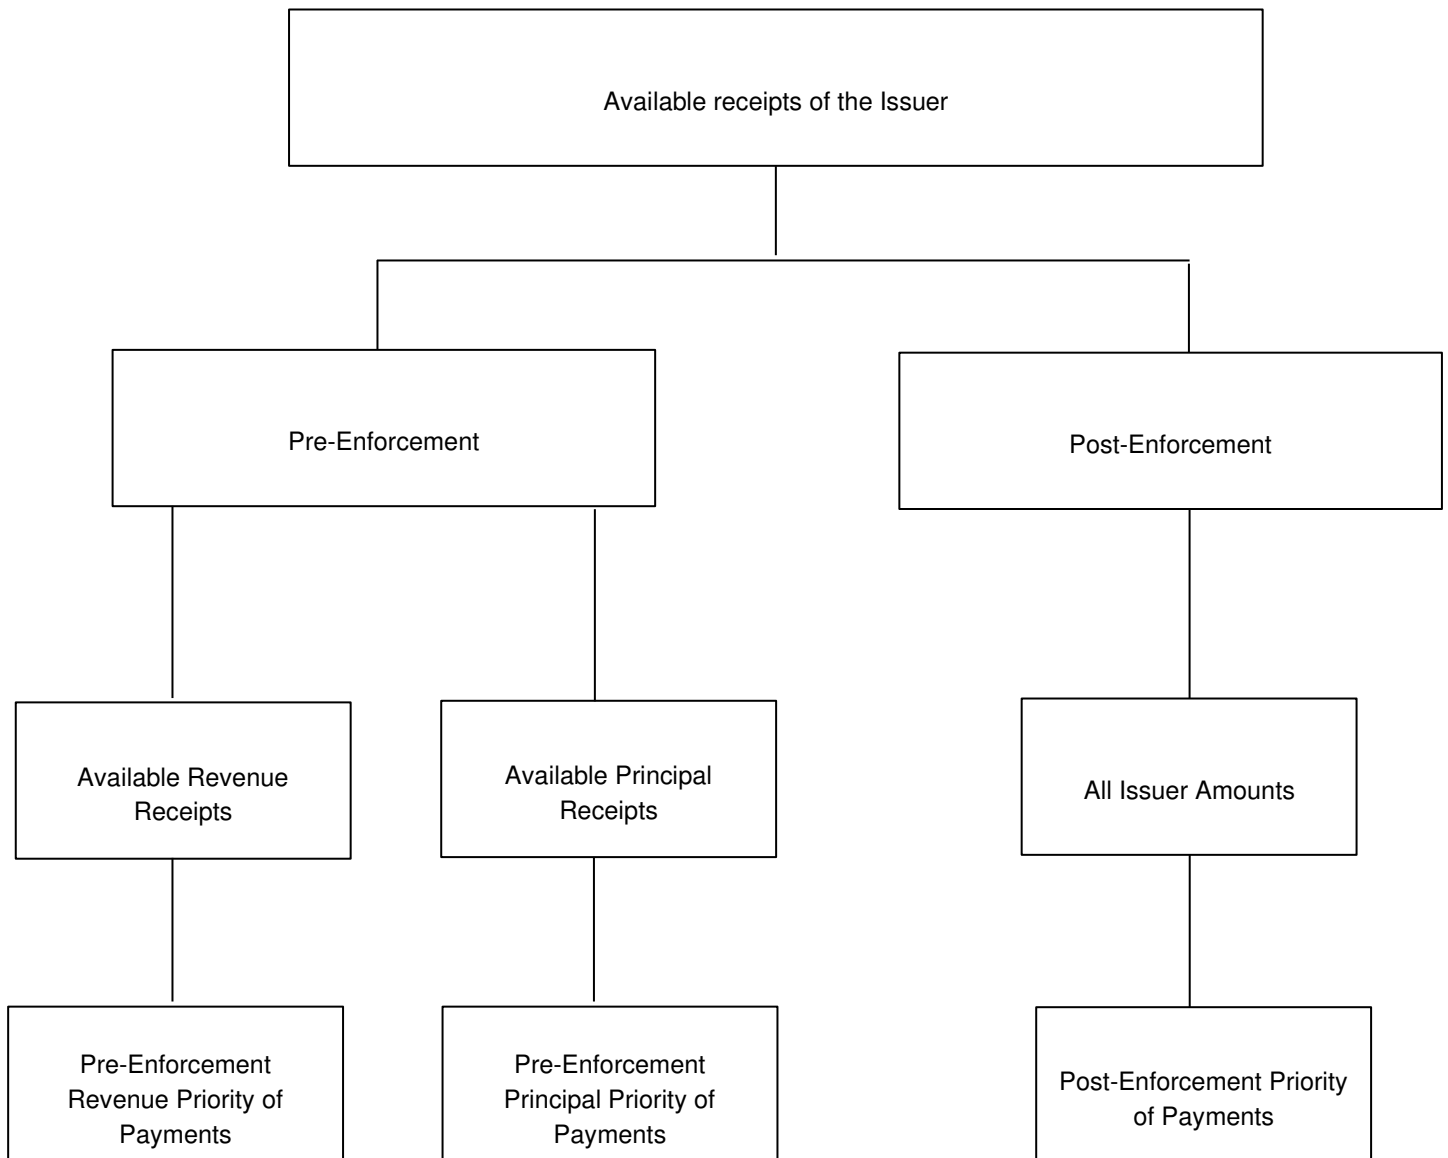 Available receipts of the Issuer
Pre-Enforcement
Post-Enforcement
Available Revenue
Receipts
Available Principal
Receipts
All Issuer Amounts
Pre-Enforcement
Revenue Priority of
Payments
Pre-Enforcement
Principal Priority of
Payments
Post-Enforcement Priority
of Payments